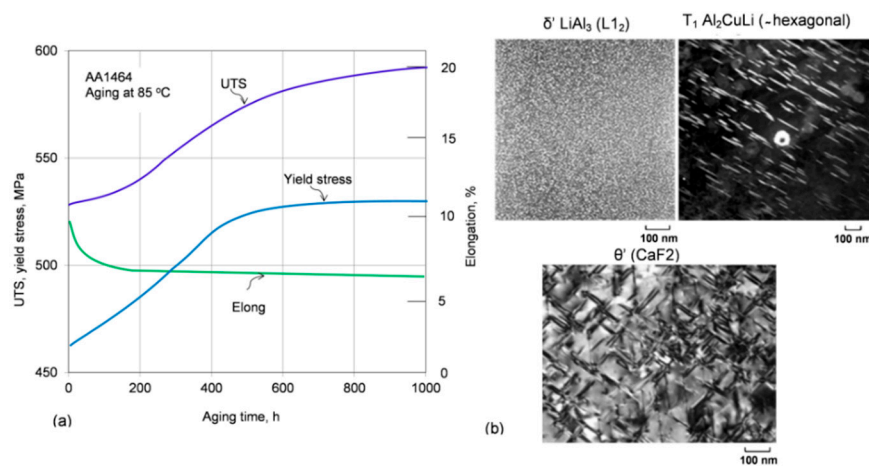 600
550
500
450
UTS, yield stress, MPa
AA1464
Aging at 85 ºC
UTS
Yield stress
Elong
20
15
10
5
0
Elongation, %
0 200 400 600 800 1000
Aging time, h
(a)
δ' LiAl₃ (L1₂)
100 nm
T₁ Al₂CuLi (~hexagonal)
100 nm
θ' (CaF2)
100 nm
(b)